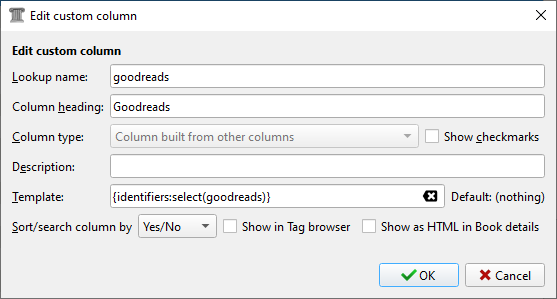 Edit custom column
Edit custom column
Lookup name: goodreads
Column heading: Goodreads
Column type: Column built from other columns Show checkmarks
Description:
Template: {identifiers:select(goodreads)} Default: (nothing)
Sort/search column by Yes/No Show in Tag browser Show as HTML in Book details
OK Cancel